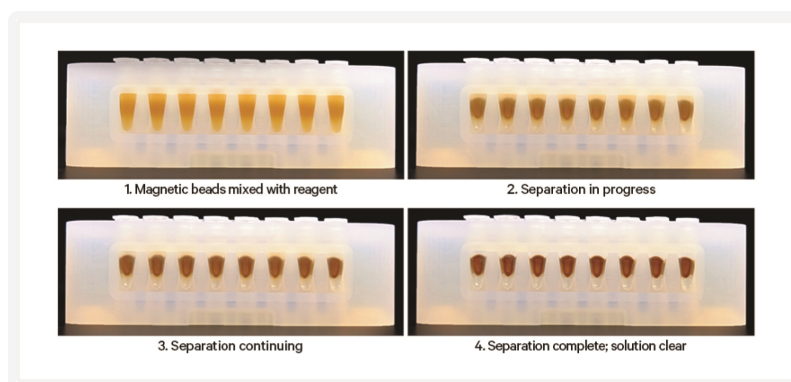 1. Magnetic beads mixed with reagent
2. Separation in progress
3. Separation continuing
4. Separation complete; solution clear